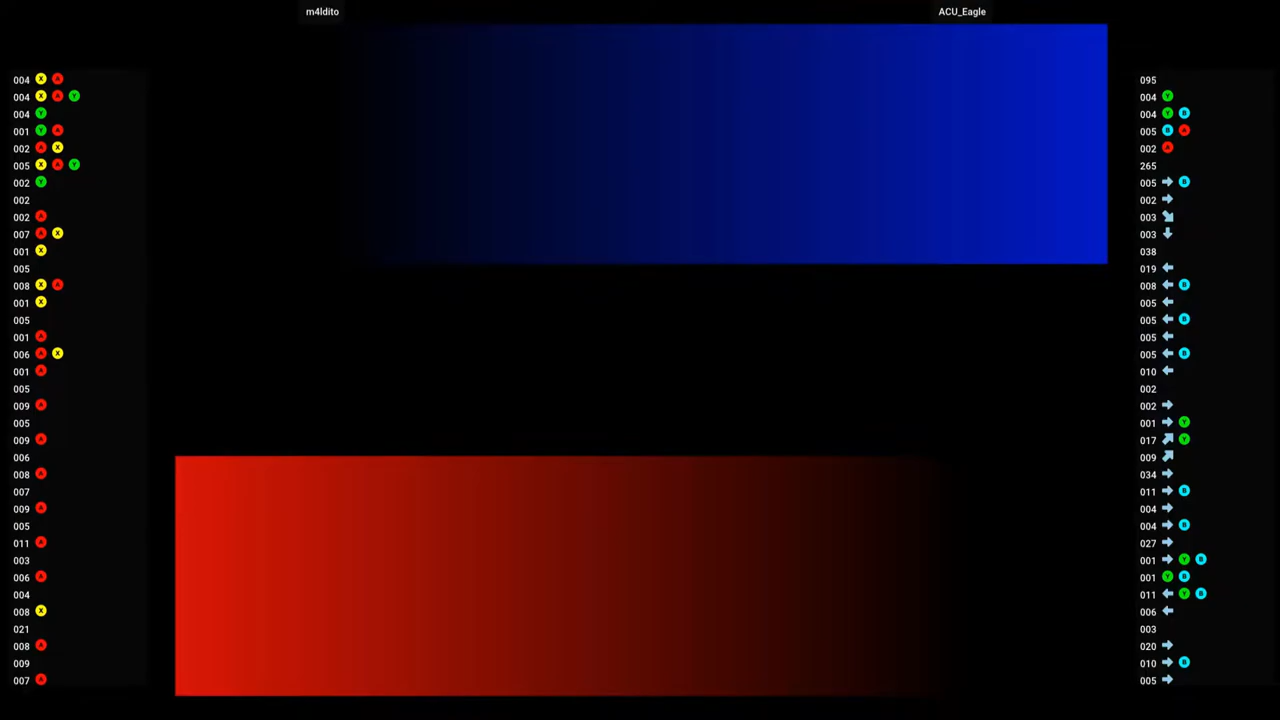 m4ldito
ACU_Eagle
004 X A
004 X A Y
004 Y
001 Y A
002 A X
005 X A Y
002 Y
002
002 A
007 A X
001 X
005
008 X A
001 X
005
001 A
006 A X
001 A
005
009 A
005
009 A
006
008 A
007
009 A
005
011 A
003
006 A
004
008 X
021
008 A
009
007 A
095
004 Y
004 Y B
005 B A
002 A
265
005 → B
002 →
003 ↘
003 ↓
038
019 ←
008 ← B
005 ←
005 ← B
005 ←
005 ← B
010 ←
002
002 →
001 → Y
017 ↗ Y
009 ↗
034 →
011 → B
004 →
004 → B
027 →
001 → Y B
001 Y B
011 ← Y B
006 ←
003
020 →
010 → B
005 →